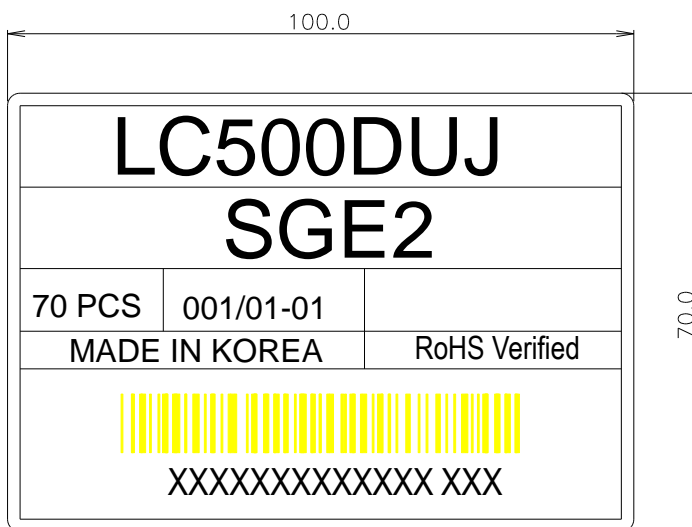 100.0
LC500DUJ
SGE2
70 PCS
001/01-01
70.0
MADE IN KOREA
RoHS Verified
XXXXXXXXXXXXX XXX